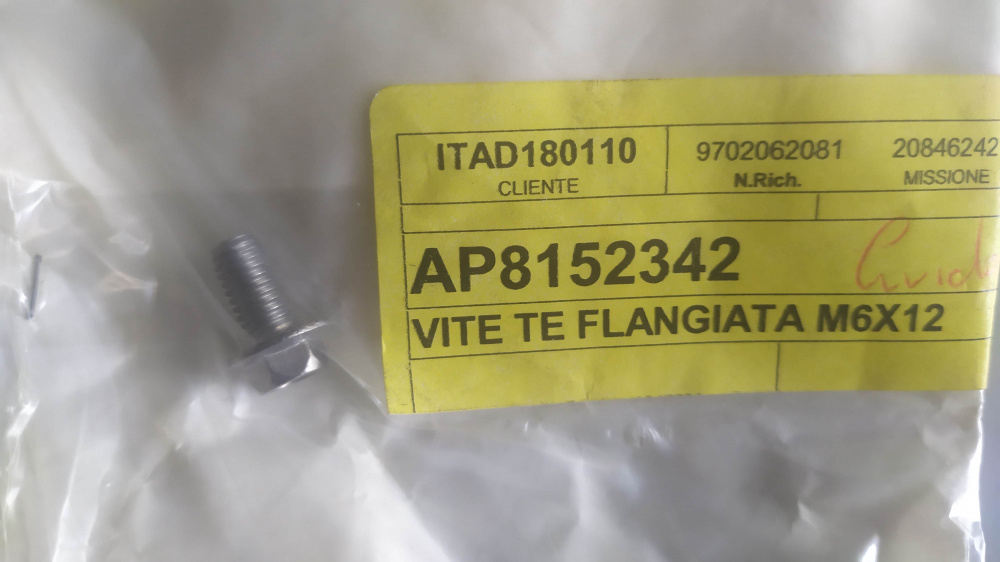 ITAD180110 9702062081 20846242
CLIENTE N.Rich. MISSIONE
AP8152342
VITE TE FLANGIATA M6X12